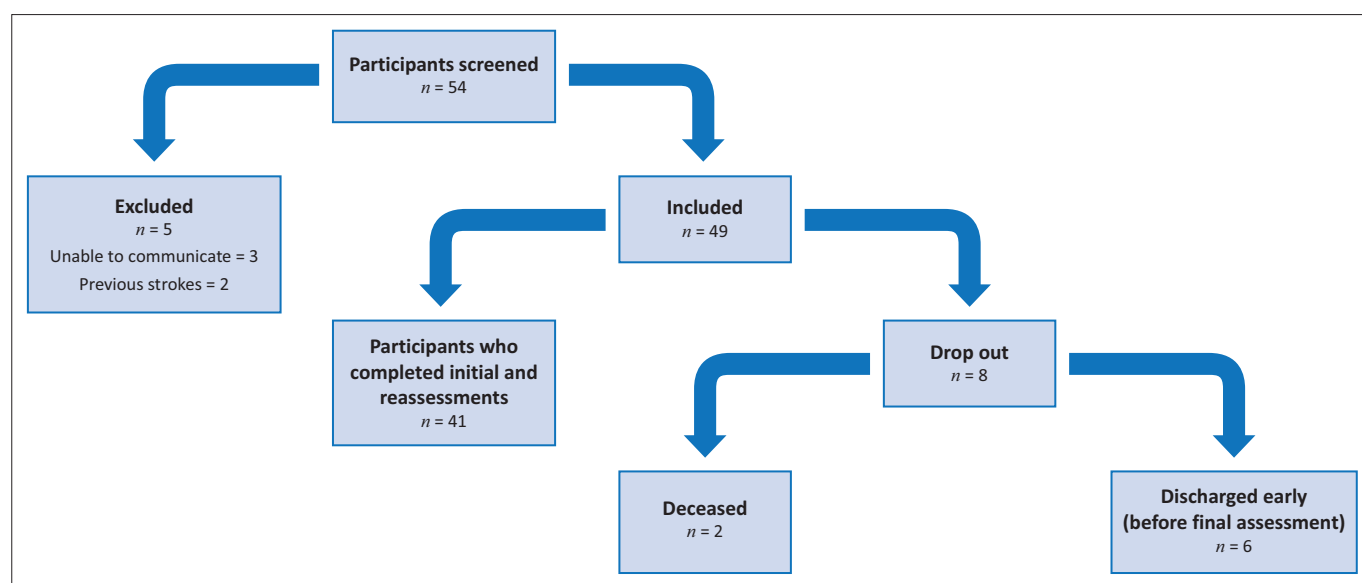 Participants screened
n = 54
Excluded
n = 5
Unable to communicate = 3
Previous strokes = 2
Included
n = 49
Participants who
completed initial and
reassessments
n = 41
Drop out
n = 8
Deceased
n = 2
Discharged early
(before final assessment)
n = 6